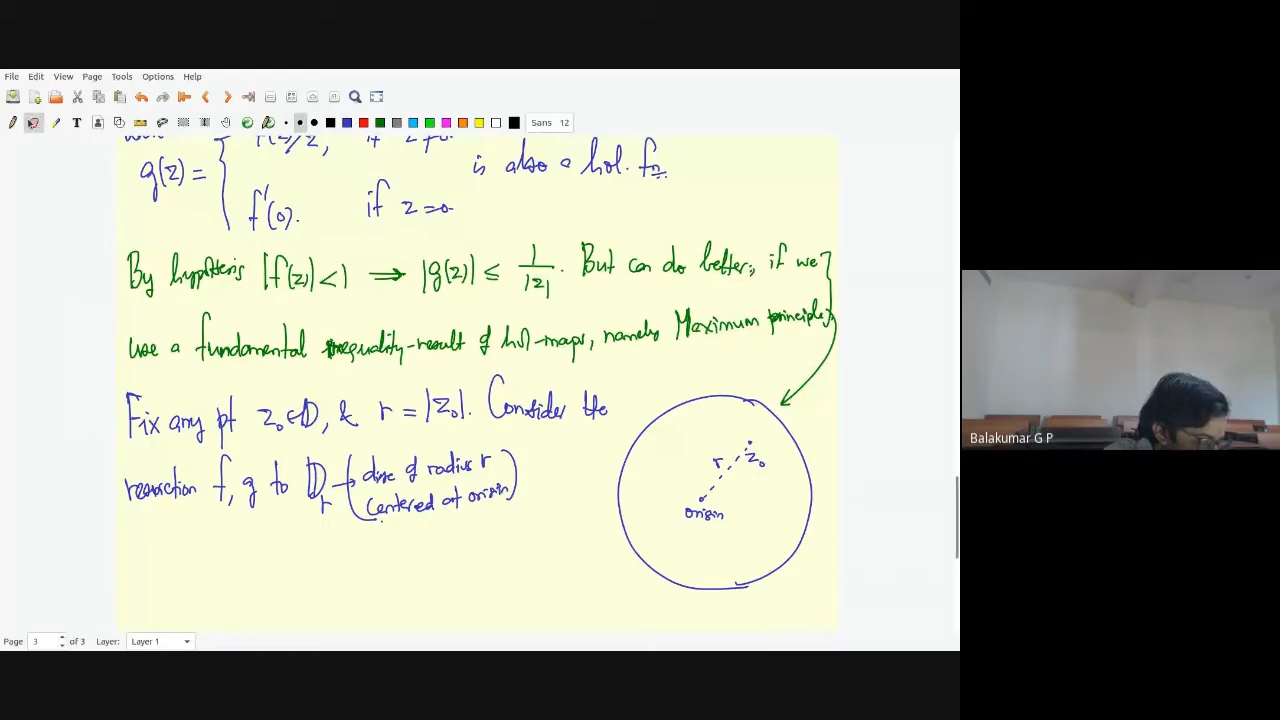 File Edit View Page Tools Options Help
Sans 12
g(z) = { f(z)/z, if z ≠ 0.
f'(0). if z = 0
is also a hol. fn.
By hypothesis |f(z)| < 1 ⟹ |g(z)| ≤ 1/|z|. But can do better, if we
use a fundamental inequality-result of hol-maps, namely Maximum principle,
Fix any pt z₀ ∈ 𝔻, & r = |z₀|. Consider the
restriction f, g to 𝔻r → (disc of radius r
centered at origin)
r z₀
origin
Page 3 of 3 Layer: Layer 1
Balakumar G P